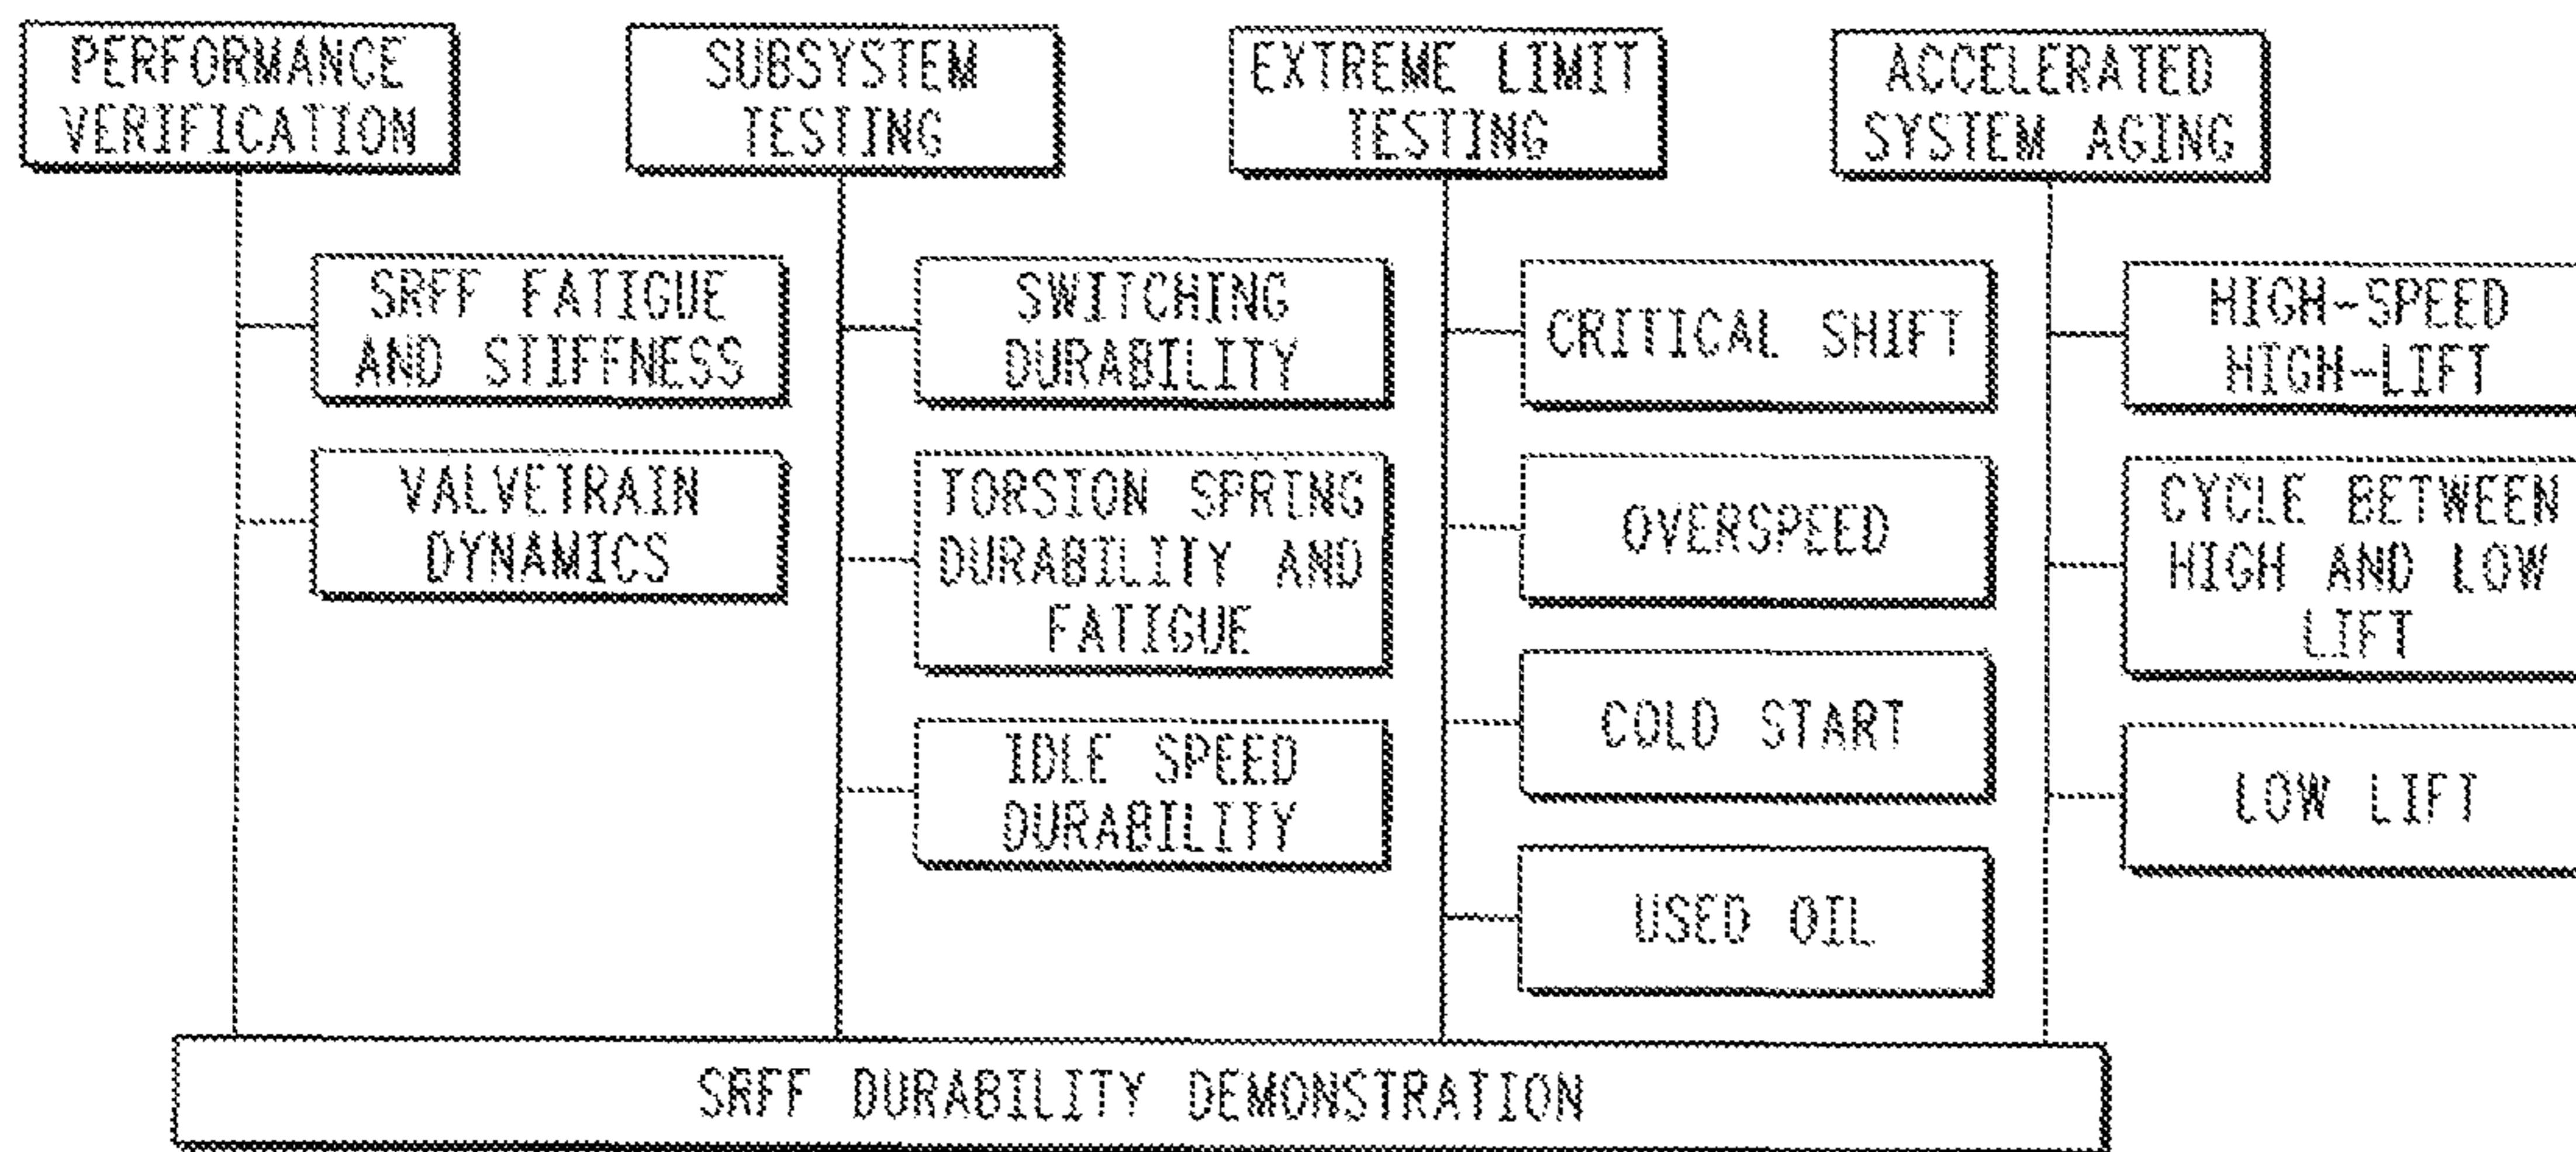 PERFORMANCE
VERIFICATION
SRFF FATIGUE
AND STIFFNESS
VALVETRAIN
DYNAMICS
SUBSYSTEM
TESTING
SWITCHING
DURABILITY
TORSION SPRING
DURABILITY AND
FATIGUE
IDLE SPEED
DURABILITY
EXTREME LIMIT
TESTING
CRITICAL SHIFT
OVERSPEED
COLD START
USED OIL
ACCELERATED
SYSTEM AGING
HIGH-SPEED
HIGH-LIFT
CYCLE BETWEEN
HIGH AND LOW
LIFT
LOW LIFT
SRFF DURABILITY DEMONSTRATION